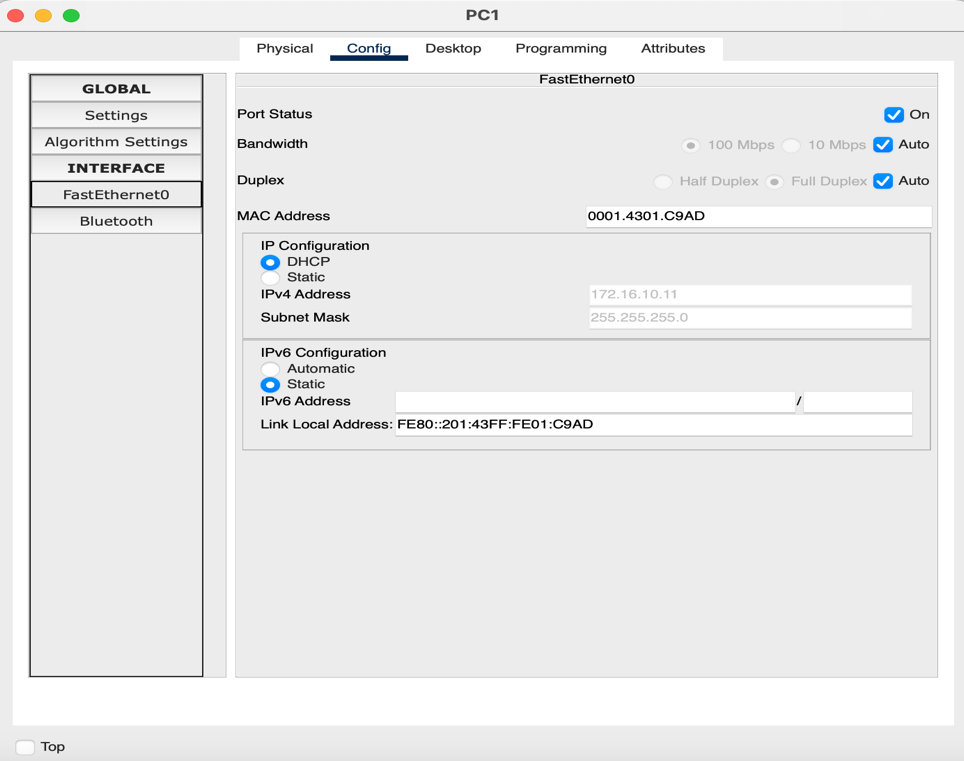 PC1
Physical Config Desktop Programming Attributes
GLOBAL
Settings
Algorithm Settings
INTERFACE
FastEthernet0
Bluetooth
FastEthernet0
Port Status On
Bandwidth 100 Mbps 10 Mbps Auto
Duplex Half Duplex Full Duplex Auto
MAC Address 0001.4301.C9AD
IP Configuration
DHCP
Static
IPv4 Address 172.16.10.11
Subnet Mask 255.255.255.0
IPv6 Configuration
Automatic
Static
IPv6 Address /
Link Local Address: FE80::201:43FF:FE01:C9AD
Top